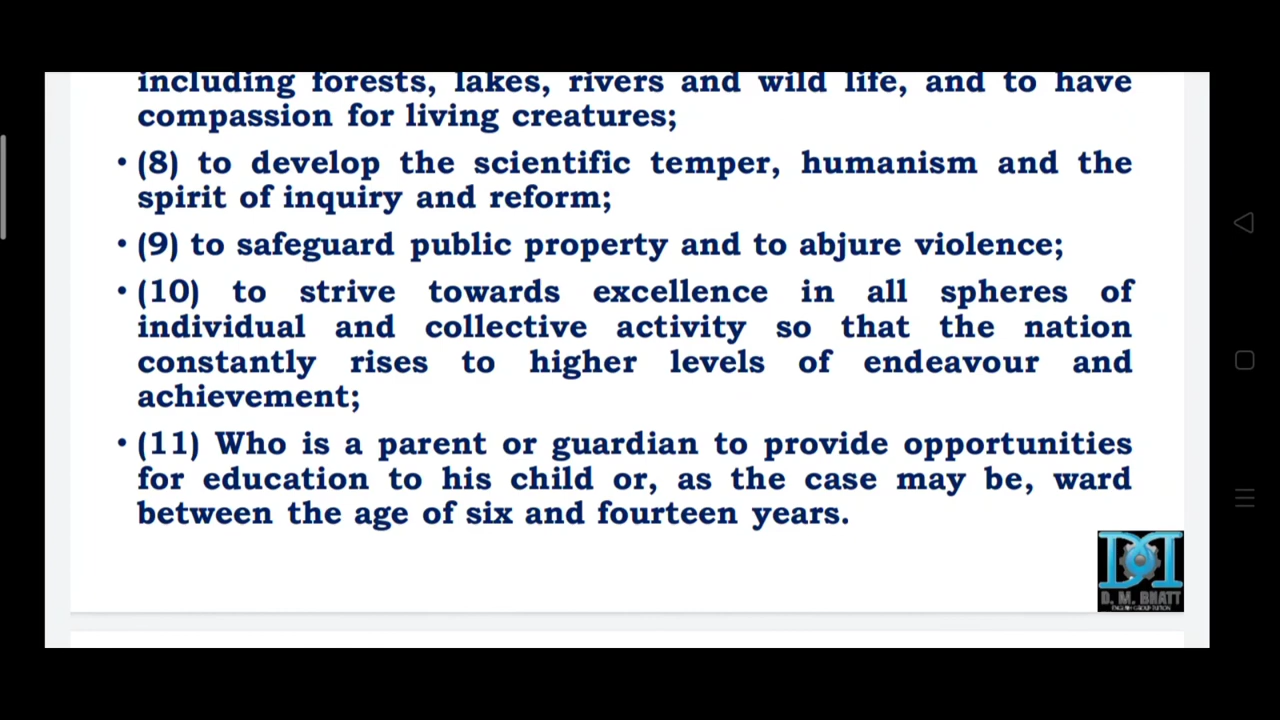 including forests, lakes, rivers and wild life, and to have
compassion for living creatures;
• (8) to develop the scientific temper, humanism and the
spirit of inquiry and reform;
• (9) to safeguard public property and to abjure violence;
• (10) to strive towards excellence in all spheres of
individual and collective activity so that the nation
constantly rises to higher levels of endeavour and
achievement;
• (11) Who is a parent or guardian to provide opportunities
for education to his child or, as the case may be, ward
between the age of six and fourteen years.
D. M. BHATT
ENGLISH GROUP TUITION